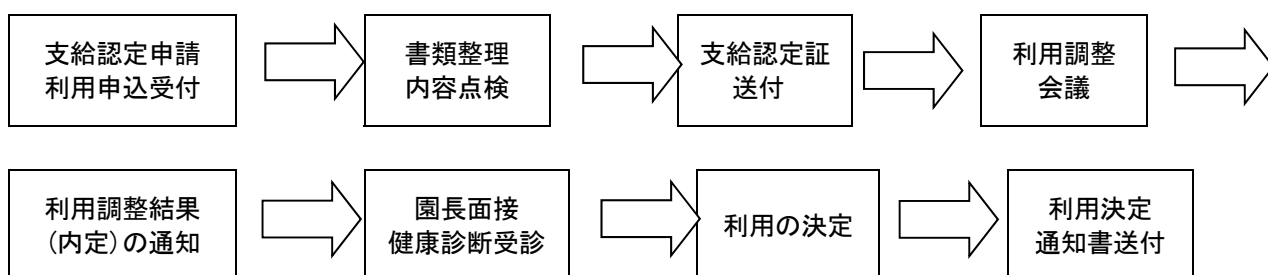 支給認定申請
利用申込受付
書類整理
内容点検
支給認定証
送付
利用調整
会議
利用調整結果
(内定)の通知
園長面接
健康診断受診
利用の決定
利用決定
通知書送付